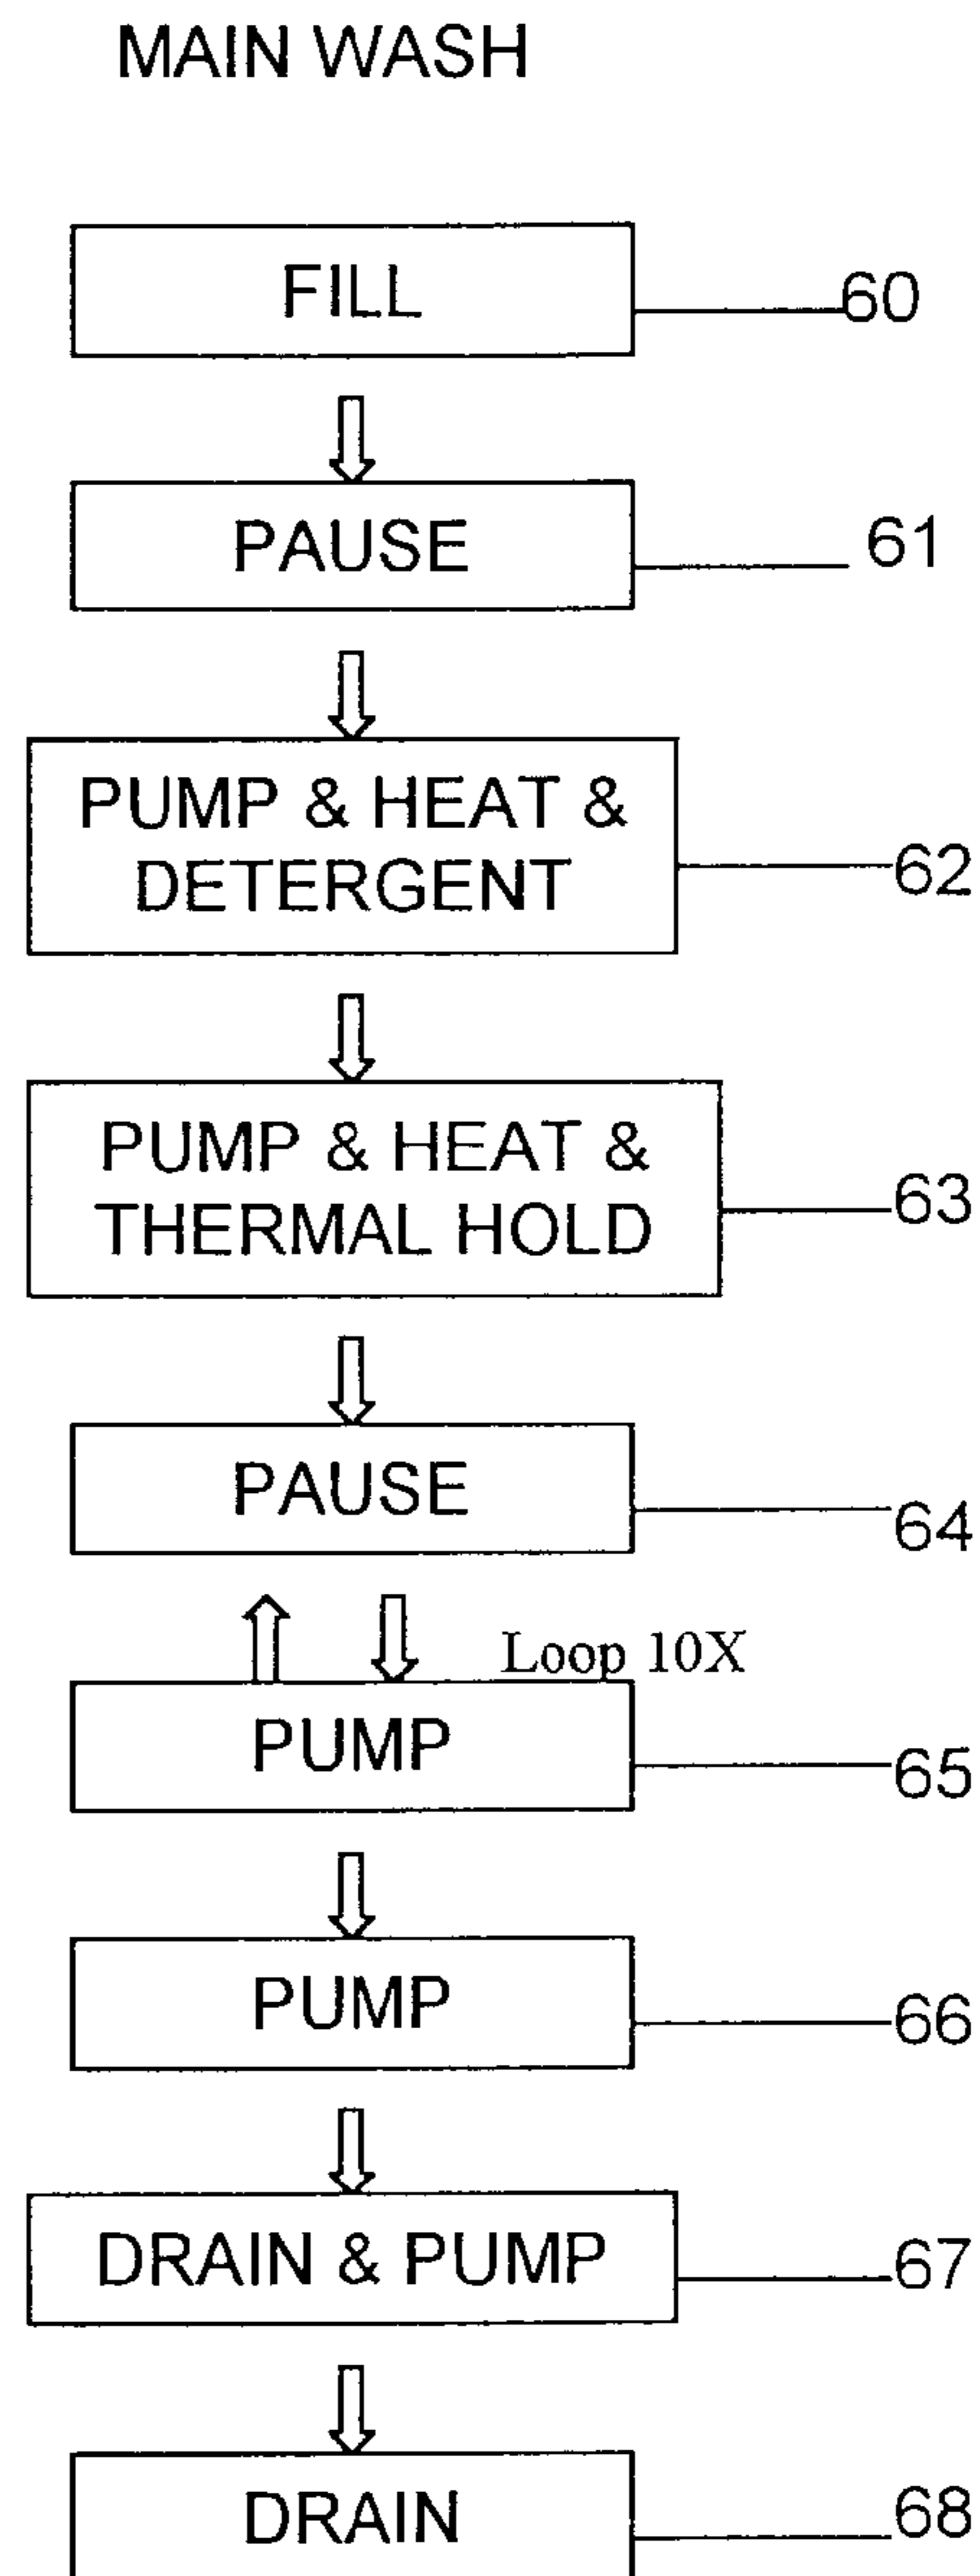 MAIN WASH
FILL
60
PAUSE
61
PUMP & HEAT &
DETERGENT
62
PUMP & HEAT &
THERMAL HOLD
63
PAUSE
64
Loop 10X
PUMP
65
PUMP
66
DRAIN & PUMP
67
DRAIN
68